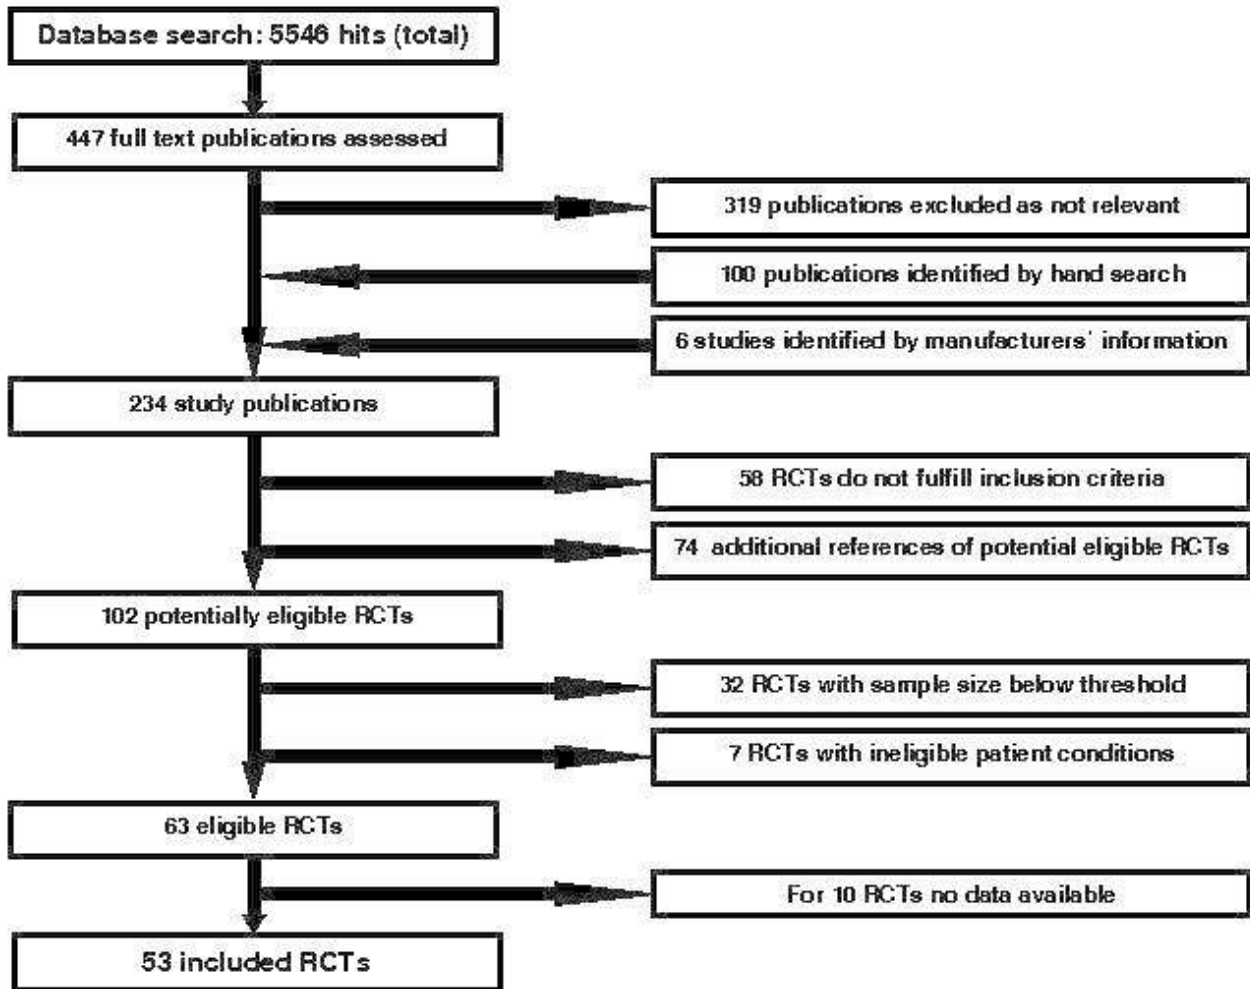 Database search: 5546 hits (total)
447 full text publications assessed
319 publications excluded as not relevant
100 publications identified by hand search
6 studies identified by manufacturers' information
234 study publications
58 RCTs do not fulfill inclusion criteria
74 additional references of potential eligible RCTs
102 potentially eligible RCTs
32 RCTs with sample size below threshold
7 RCTs with ineligible patient conditions
63 eligible RCTs
For 10 RCTs no data available
53 included RCTs